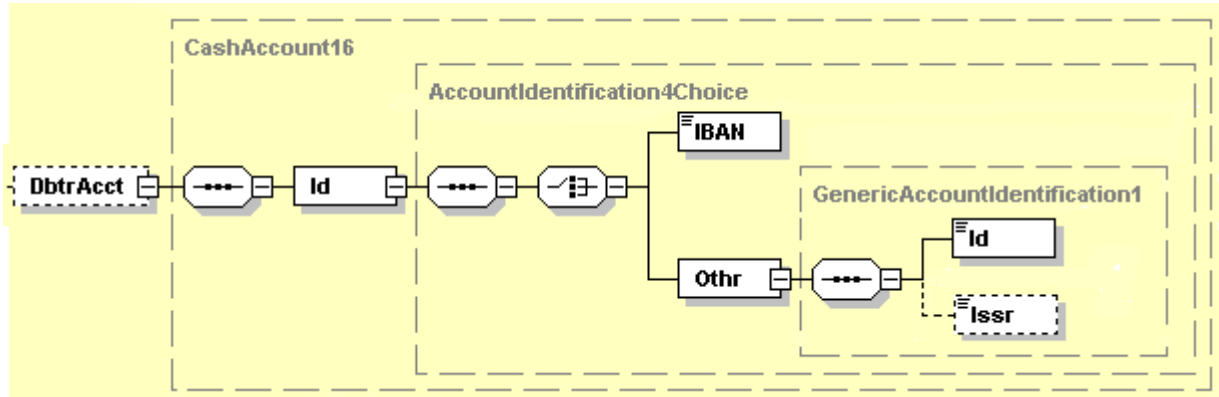 CashAccount16
AccountIdentification4Choice
IBAN
DbtrAcct
Id
GenericAccountIdentification1
Id
Othr
Issr